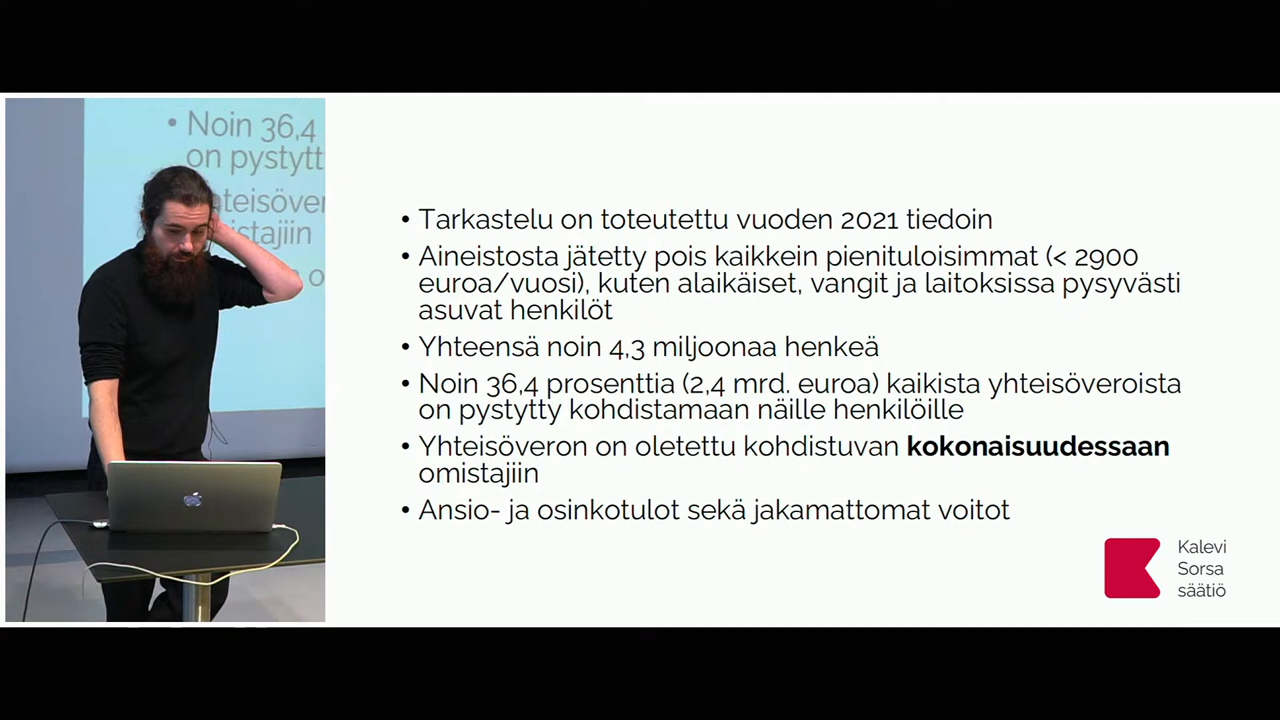 • Noin 36,4
on pystytt
stajiin
• Tarkastelu on toteutettu vuoden 2021 tiedoin
• Aineistosta jätetty pois kaikkein pienituloisimmat (< 2900
euroa/vuosi), kuten alaikäiset, vangit ja laitoksissa pysyvästi
asuvat henkilöt
• Yhteensä noin 4,3 miljoonaa henkeä
• Noin 36,4 prosenttia (2,4 mrd. euroa) kaikista yhteisöveroista
on pystytty kohdistamaan näille henkilöille
• Yhteisöveron on oletettu kohdistuvan kokonaisuudessaan
omistajiin
• Ansio- ja osinkotulot sekä jakamattomat voitot
Kalevi
Sorsa
säätiö